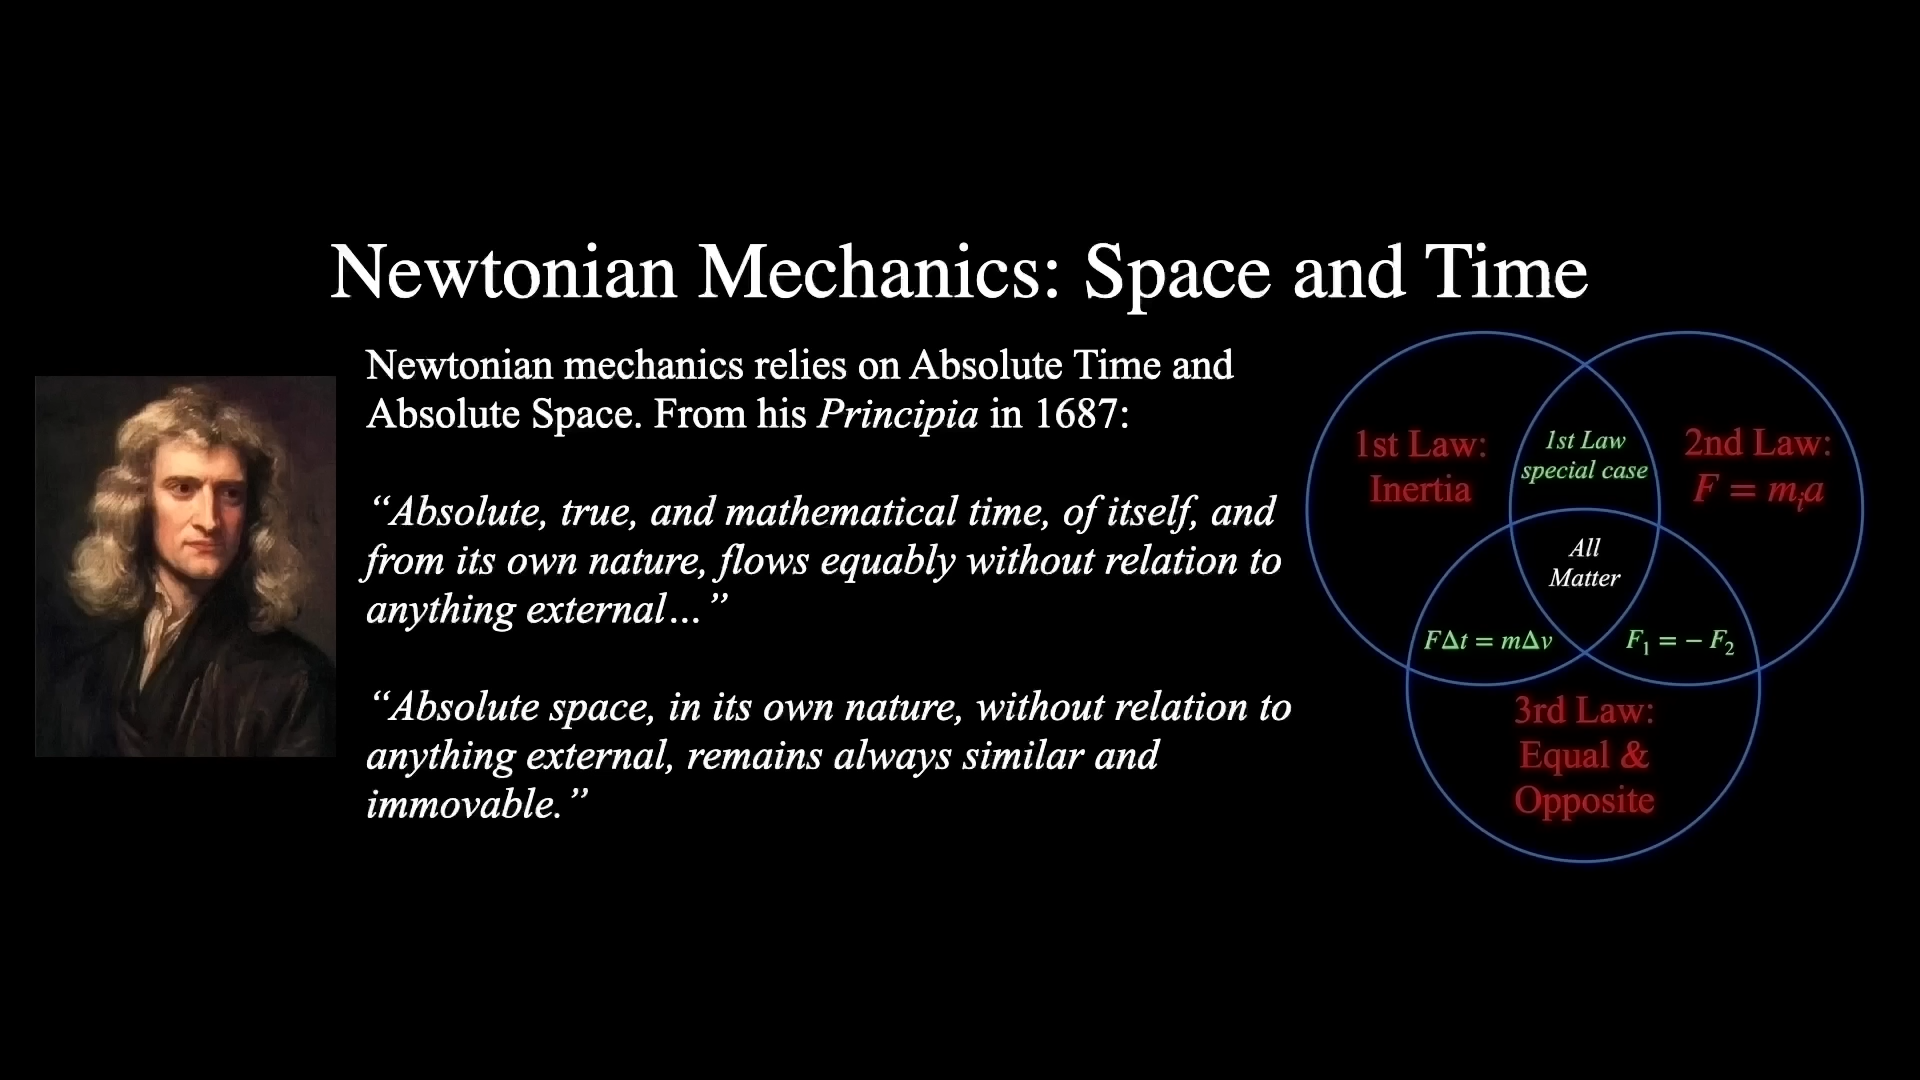 Newtonian Mechanics: Space and Time
Newtonian mechanics relies on Absolute Time and
Absolute Space. From his Principia in 1687:
“Absolute, true, and mathematical time, of itself, and
from its own nature, flows equably without relation to
anything external…”
“Absolute space, in its own nature, without relation to
anything external, remains always similar and
immovable.”
1st Law:
Inertia
1st Law
special case
2nd Law:
F = mᵢa
All
Matter
FΔt = mΔv
F₁ = − F₂
3rd Law:
Equal &
Opposite